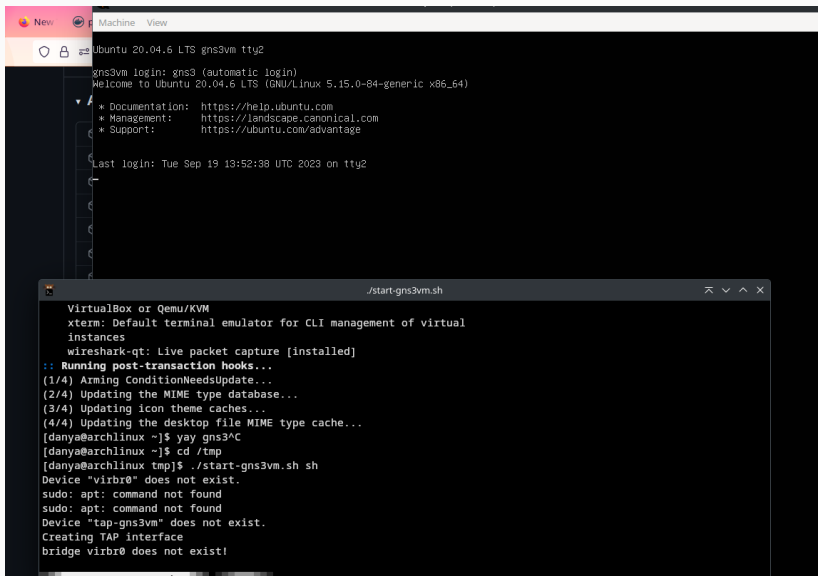 New
p
Machine View
Ubuntu 20.04.6 LTS gns3vm tty2
gns3vm login: gns3 (automatic login)
Welcome to Ubuntu 20.04.6 LTS (GNU/Linux 5.15.0-84-generic x86_64)
* Documentation: https://help.ubuntu.com
* Management: https://landscape.canonical.com
* Support: https://ubuntu.com/advantage
Last login: Tue Sep 19 13:52:38 UTC 2023 on tty2
./start-gns3vm.sh
VirtualBox or Qemu/KVM
xterm: Default terminal emulator for CLI management of virtual
instances
wireshark-qt: Live packet capture [installed]
:: Running post-transaction hooks...
(1/4) Arming ConditionNeedsUpdate...
(2/4) Updating the MIME type database...
(3/4) Updating icon theme caches...
(4/4) Updating the desktop file MIME type cache...
[danya@archlinux ~]$ yay gns3^C
[danya@archlinux ~]$ cd /tmp
[danya@archlinux tmp]$ ./start-gns3vm.sh sh
Device "virbr0" does not exist.
sudo: apt: command not found
sudo: apt: command not found
Device "tap-gns3vm" does not exist.
Creating TAP interface
bridge virbr0 does not exist!